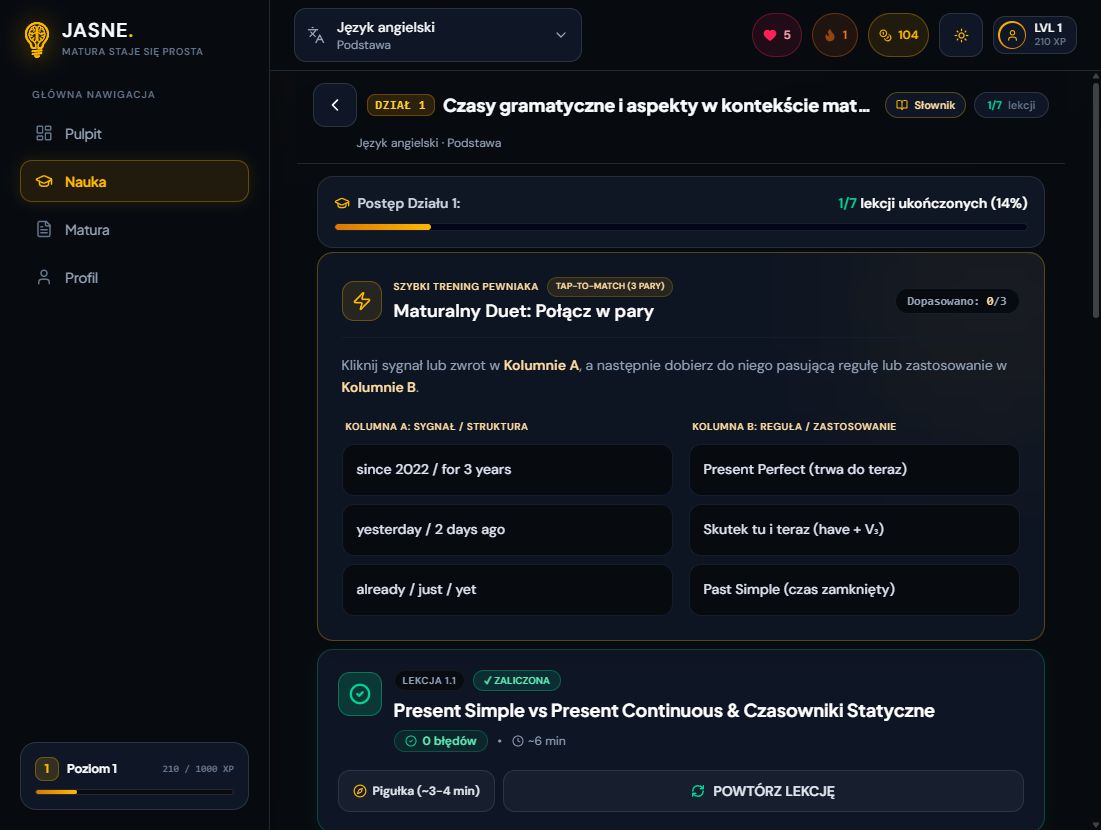 JASNE.
MATURA STAJE SIĘ PROSTA
GŁÓWNA NAWIGACJA
Pulpit
Nauka
Matura
Profil
1
Poziom 1
210 / 1000 XP
Język angielski
Podstawa
5
1
104
LVL 1
210 XP
DZIAŁ 1
Czasy gramatyczne i aspekty w kontekście mat...
Słownik
1/7 lekcji
Język angielski · Podstawa
Postęp Działu 1:
1/7 lekcji ukończonych (14%)
SZYBKI TRENING PEWNIAKA
TAP-TO-MATCH (3 PARY)
Maturalny Duet: Połącz w pary
Dopasowano: 0/3
Kliknij sygnał lub zwrot w Kolumnie A, a następnie dobierz do niego pasującą regułę lub zastosowanie w
Kolumnie B.
KOLUMNA A: SYGNAŁ / STRUKTURA
KOLUMNA B: REGUŁA / ZASTOSOWANIE
since 2022 / for 3 years
Present Perfect (trwa do teraz)
yesterday / 2 days ago
Skutek tu i teraz (have + V₃)
already / just / yet
Past Simple (czas zamknięty)
LEKCJA 1.1
✓ ZALICZONA
Present Simple vs Present Continuous & Czasowniki Statyczne
0 błędów
• ~6 min
Pigułka (~3-4 min)
POWTÓRZ LEKCJĘ